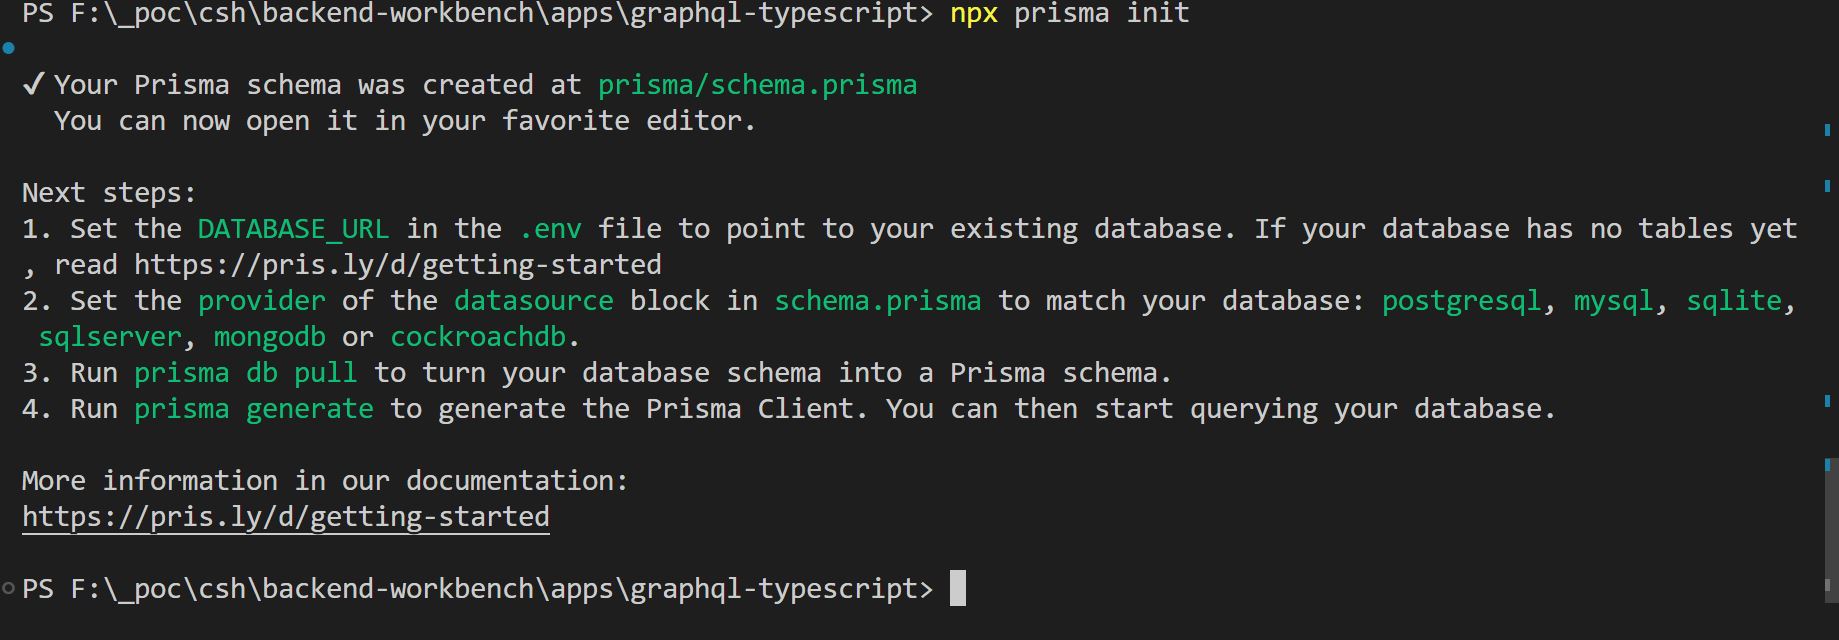 PS F:\_poc\csh\backend-workbench\apps\graphql-typescript> npx prisma init
✔ Your Prisma schema was created at prisma/schema.prisma
You can now open it in your favorite editor.
Next steps:
1. Set the DATABASE_URL in the .env file to point to your existing database. If your database has no tables yet
, read https://pris.ly/d/getting-started
2. Set the provider of the datasource block in schema.prisma to match your database: postgresql, mysql, sqlite,
sqlserver, mongodb or cockroachdb.
3. Run prisma db pull to turn your database schema into a Prisma schema.
4. Run prisma generate to generate the Prisma Client. You can then start querying your database.
More information in our documentation:
https://pris.ly/d/getting-started
PS F:\_poc\csh\backend-workbench\apps\graphql-typescript>